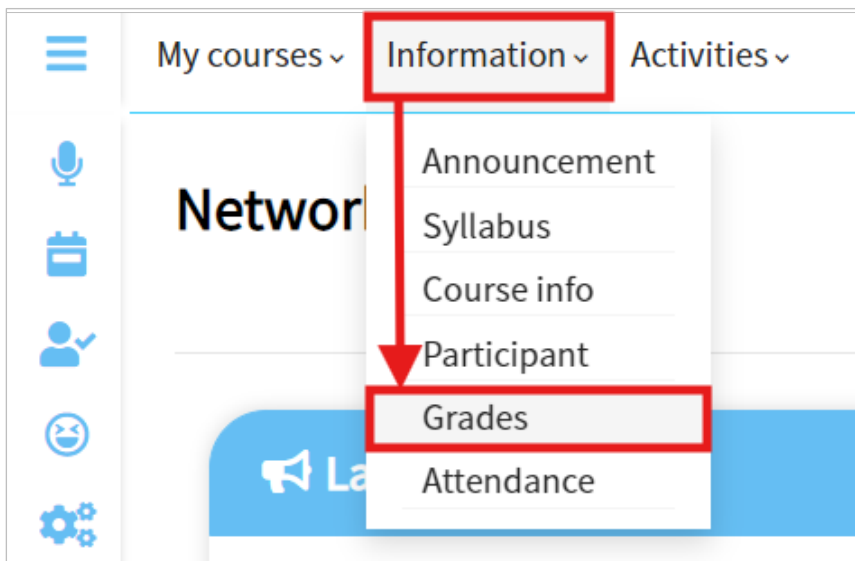 My courses Information Activities
Announcement
Syllabus
Course info
Participant
Grades
Attendance